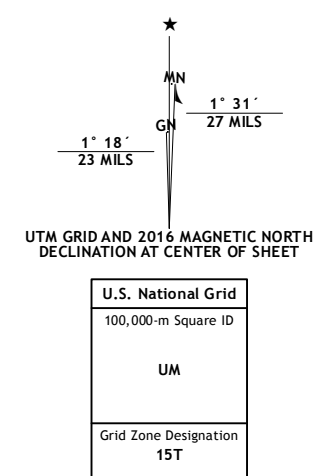 MN
1° 31´
27 MILS
GN
1° 18´
23 MILS
UTM GRID AND 2016 MAGNETIC NORTH
DECLINATION AT CENTER OF SHEET
U.S. National Grid
100,000-m Square ID
UM
Grid Zone Designation
15T